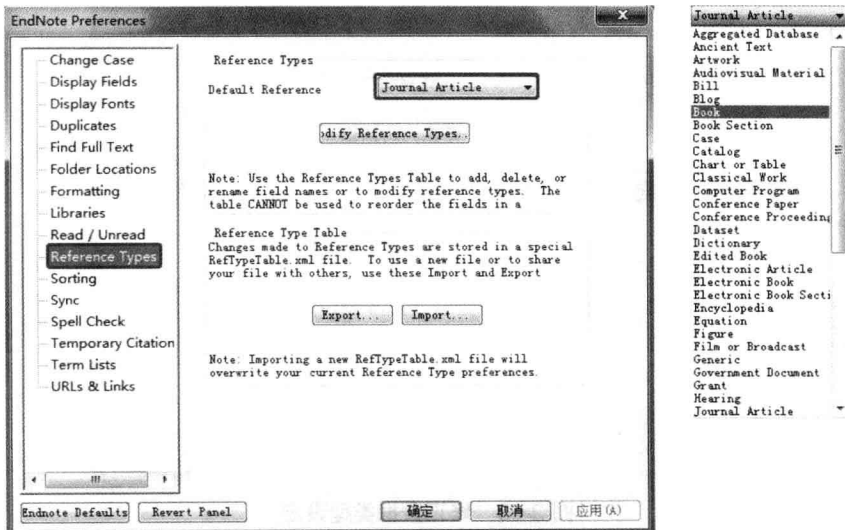 EndNote Preferences
Change Case
Display Fields
Display Fonts
Duplicates
Find Full Text
Folder Locations
Formatting
Libraries
Read / Unread
Reference Types
Sorting
Sync
Spell Check
Temporary Citation
Term Lists
URLs & Links
Reference Types
Default Reference
Journal Article
odify Reference Types..
Note: Use the Reference Types Table to add, delete, or
rename field names or to modify reference types. The
table CANNOT be used to reorder the fields in a
Reference Type Table
Changes made to Reference Types are stored in a special
RefTypeTable.xml file. To use a new file or to share
your file with others, use these Import and Export
Export...
Import...
Note: Importing a new RefTypeTable.xml file will
overwrite your current Reference Type preferences.
Endnote Defaults
Revert Panel
确定
取消
应用(A)
Journal Article
Aggregated Database
Ancient Text
Artwork
Audiovisual Material
Bill
Blog
Book
Book Section
Case
Catalog
Chart or Table
Classical Work
Computer Program
Conference Paper
Conference Proceeding
Dataset
Dictionary
Edited Book
Electronic Article
Electronic Book
Electronic Book Secti
Encyclopedia
Equation
Figure
Film or Broadcast
Generic
Government Document
Grant
Hearing
Journal Article